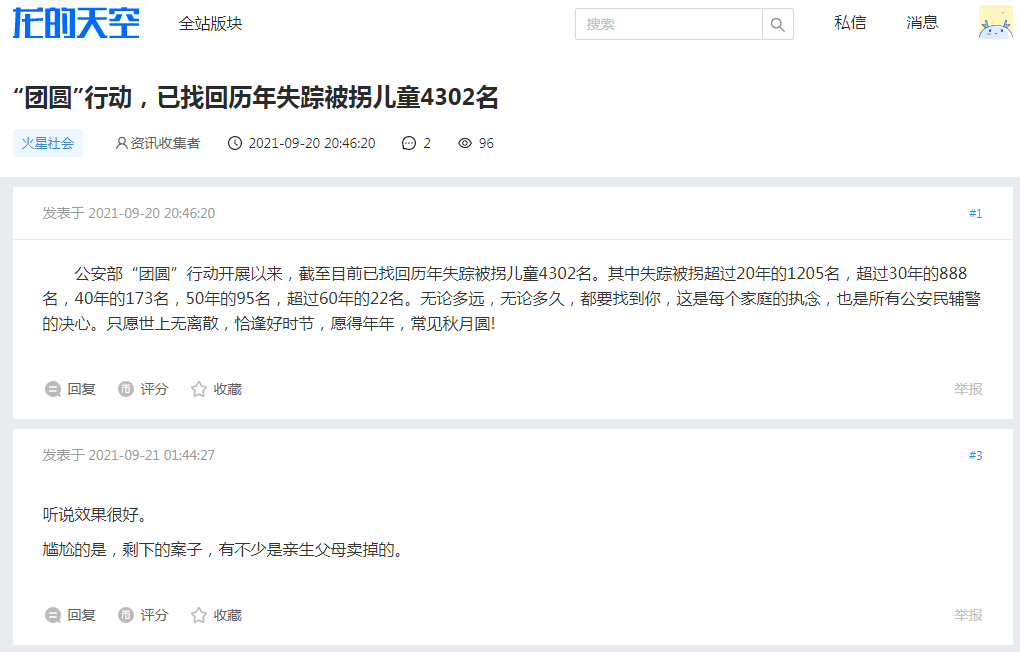 龙的天空
全站版块
搜索
私信
消息
“团圆”行动，已找回历年失踪被拐儿童4302名
火星社会
资讯收集者
2021-09-20 20:46:20
2
96
发表于 2021-09-20 20:46:20
#1
公安部“团圆”行动开展以来，截至目前已找回历年失踪被拐儿童4302名。其中失踪被拐超过20年的1205名，超过30年的888
名，40年的173名，50年的95名，超过60年的22名。无论多远，无论多久，都要找到你，这是每个家庭的执念，也是所有公安民辅警
的决心。只愿世上无离散，恰逢好时节，愿得年年，常见秋月圆!
回复
币 评分
收藏
举报
发表于 2021-09-21 01:44:27
#3
听说效果很好。
尴尬的是，剩下的案子，有不少是亲生父母卖掉的。
回复
币 评分
收藏
举报